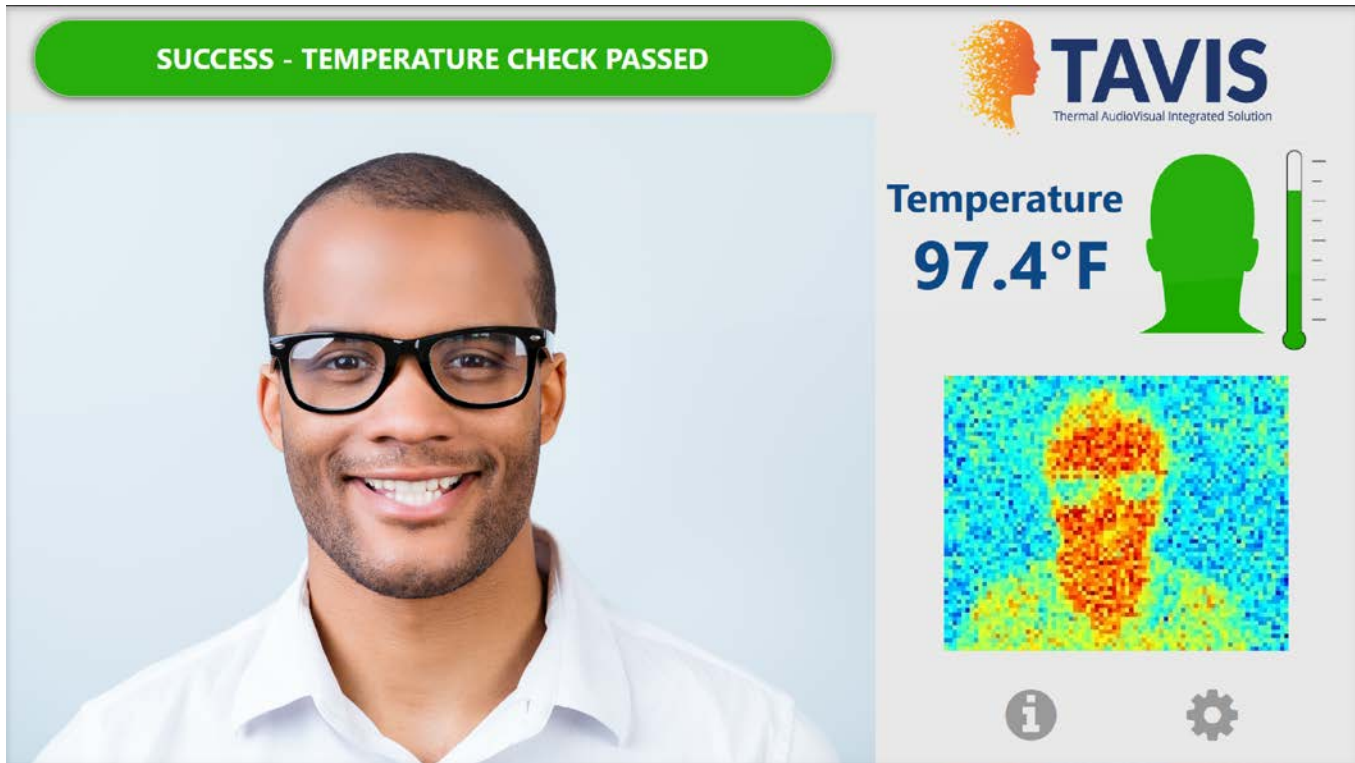 SUCCESS - TEMPERATURE CHECK PASSED
TAVIS
Thermal AudioVisual Integrated Solution
Temperature
97.4°F